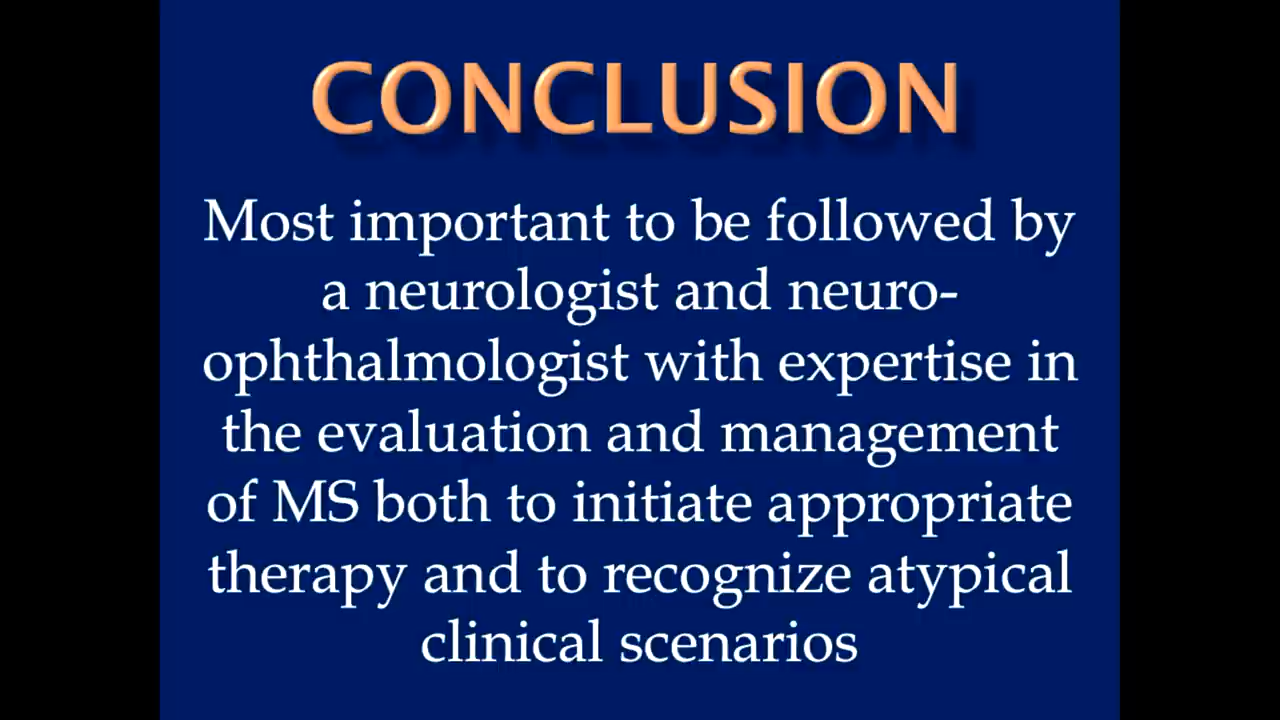 CONCLUSION
Most important to be followed by
a neurologist and neuro-
ophthalmologist with expertise in
the evaluation and management
of MS both to initiate appropriate
therapy and to recognize atypical
clinical scenarios